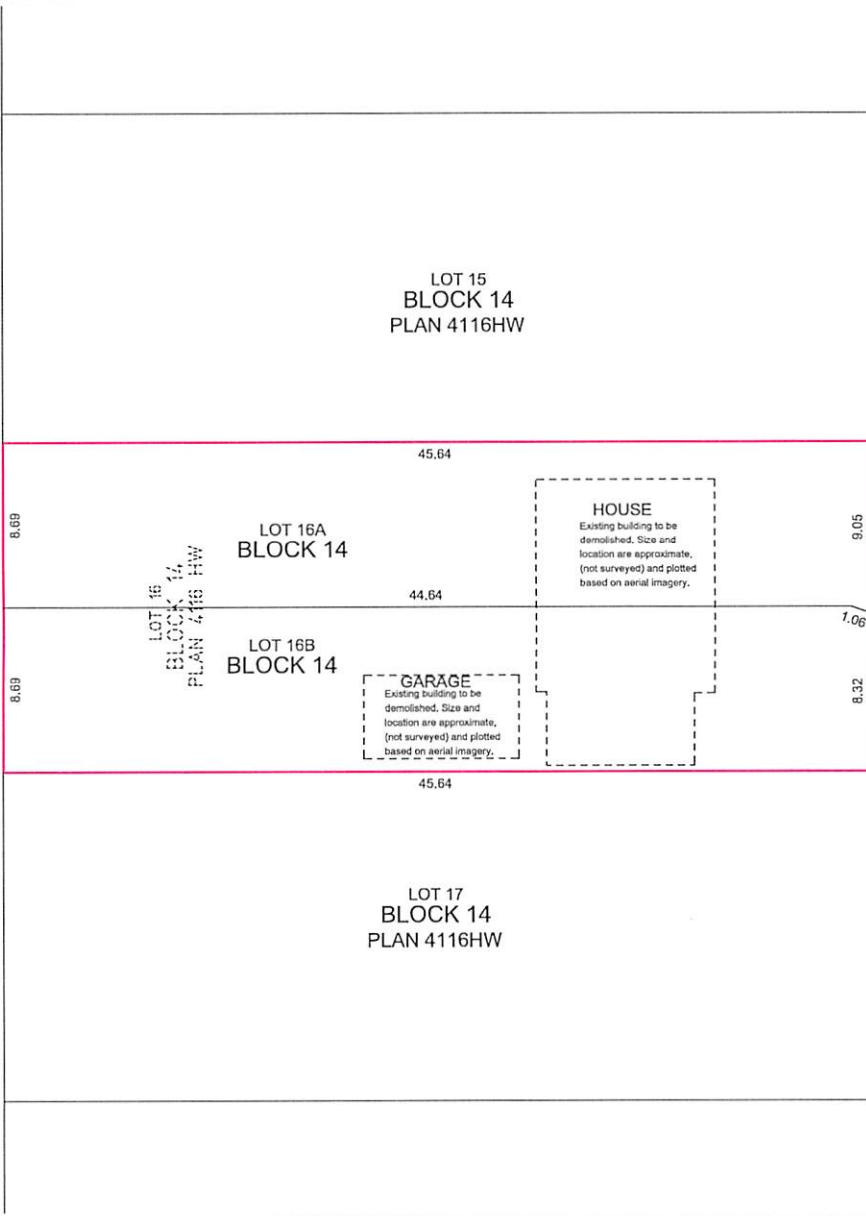 LOT 15
BLOCK 14
PLAN 4116HW
45.64
8.69
LOT 16A
BLOCK 14
HOUSE
Existing building to be
demolished. Size and
location are approximate,
(not surveyed) and plotted
based on aerial imagery.
9.05
LOT 16
BLOCK 14
PLAN 4116 HW
44.64
1.06
8.69
LOT 16B
BLOCK 14
GARAGE
Existing building to be
demolished. Size and
location are approximate,
(not surveyed) and plotted
based on aerial imagery.
8.32
45.64
LOT 17
BLOCK 14
PLAN 4116HW